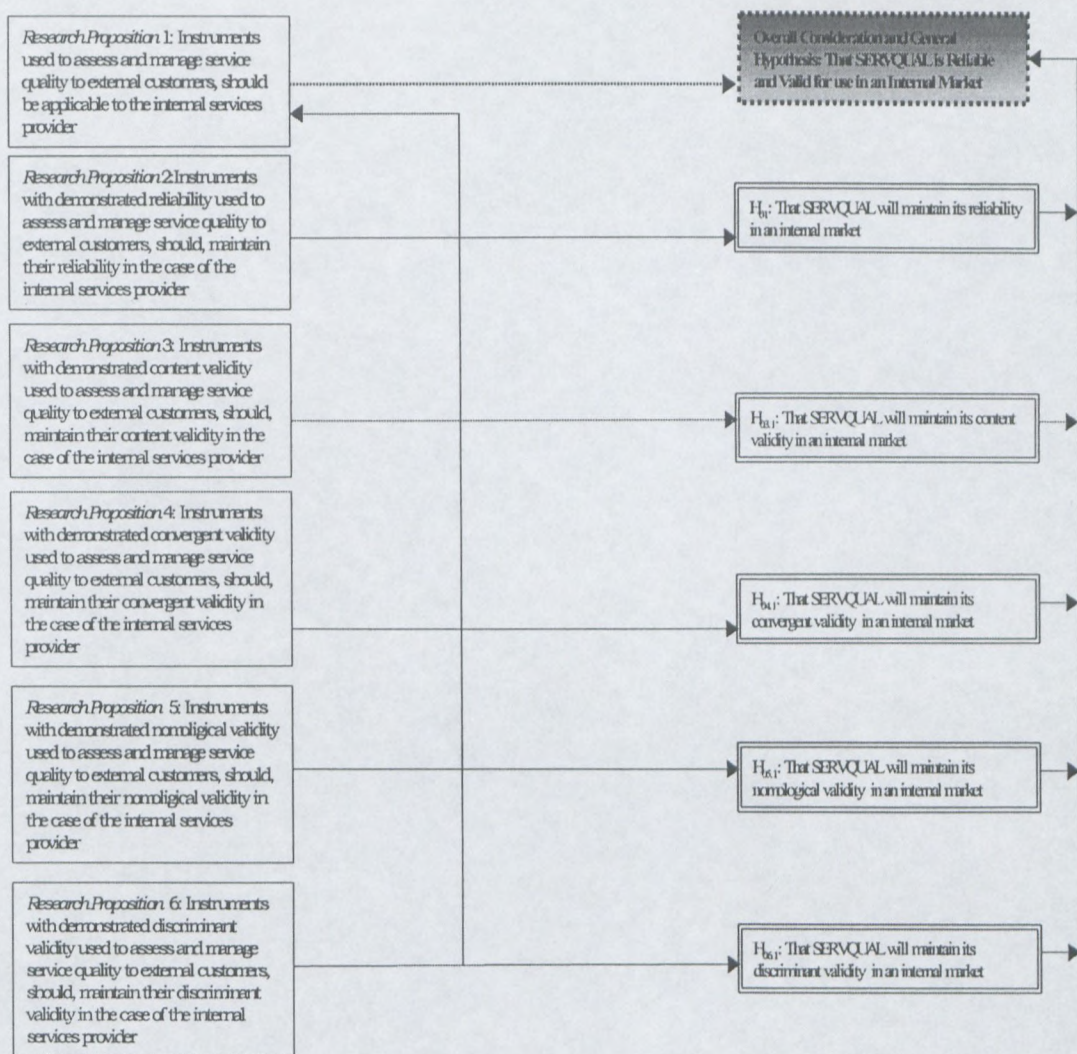 Research Proposition 1: Instruments
used to assess and manage service
quality to external customers, should
be applicable to the internal services
provider
Overall Consideration and General
Hypothesis: That SERVQUAL is Reliable
and Valid for use in an Internal Market
Research Proposition 2: Instruments
with demonstrated reliability used to
assess and manage service quality to
external customers, should, maintain
their reliability in the case of the
internal services provider
That SERVQUAL will maintain its reliability
in an internal market
Research Proposition 3: Instruments
with demonstrated content validity
used to assess and manage service
quality to external customers, should,
maintain their content validity in the
case of the internal services provider
H03.1: That SERVQUAL will maintain its content
validity in an internal market
Research Proposition 4: Instruments
with demonstrated convergent validity
used to assess and manage service
quality to external customers, should,
maintain their convergent validity in
the case of the internal services
provider
H04.1: That SERVQUAL will maintain its
convergent validity in an internal market
Research Proposition 5: Instruments
with demonstrated nomoligical validity
used to assess and manage service
quality to external customers, should,
maintain their nomoligical validity in
the case of the internal services
provider
H05.1: That SERVQUAL will maintain its
nomological validity in an internal market
Research Proposition 6: Instruments
with demonstrated discriminant
validity used to assess and manage
service quality to external customers,
should, maintain their discriminant
validity in the case of the internal
services provider
H06.1: That SERVQUAL will maintain its
discriminant validity in an internal market